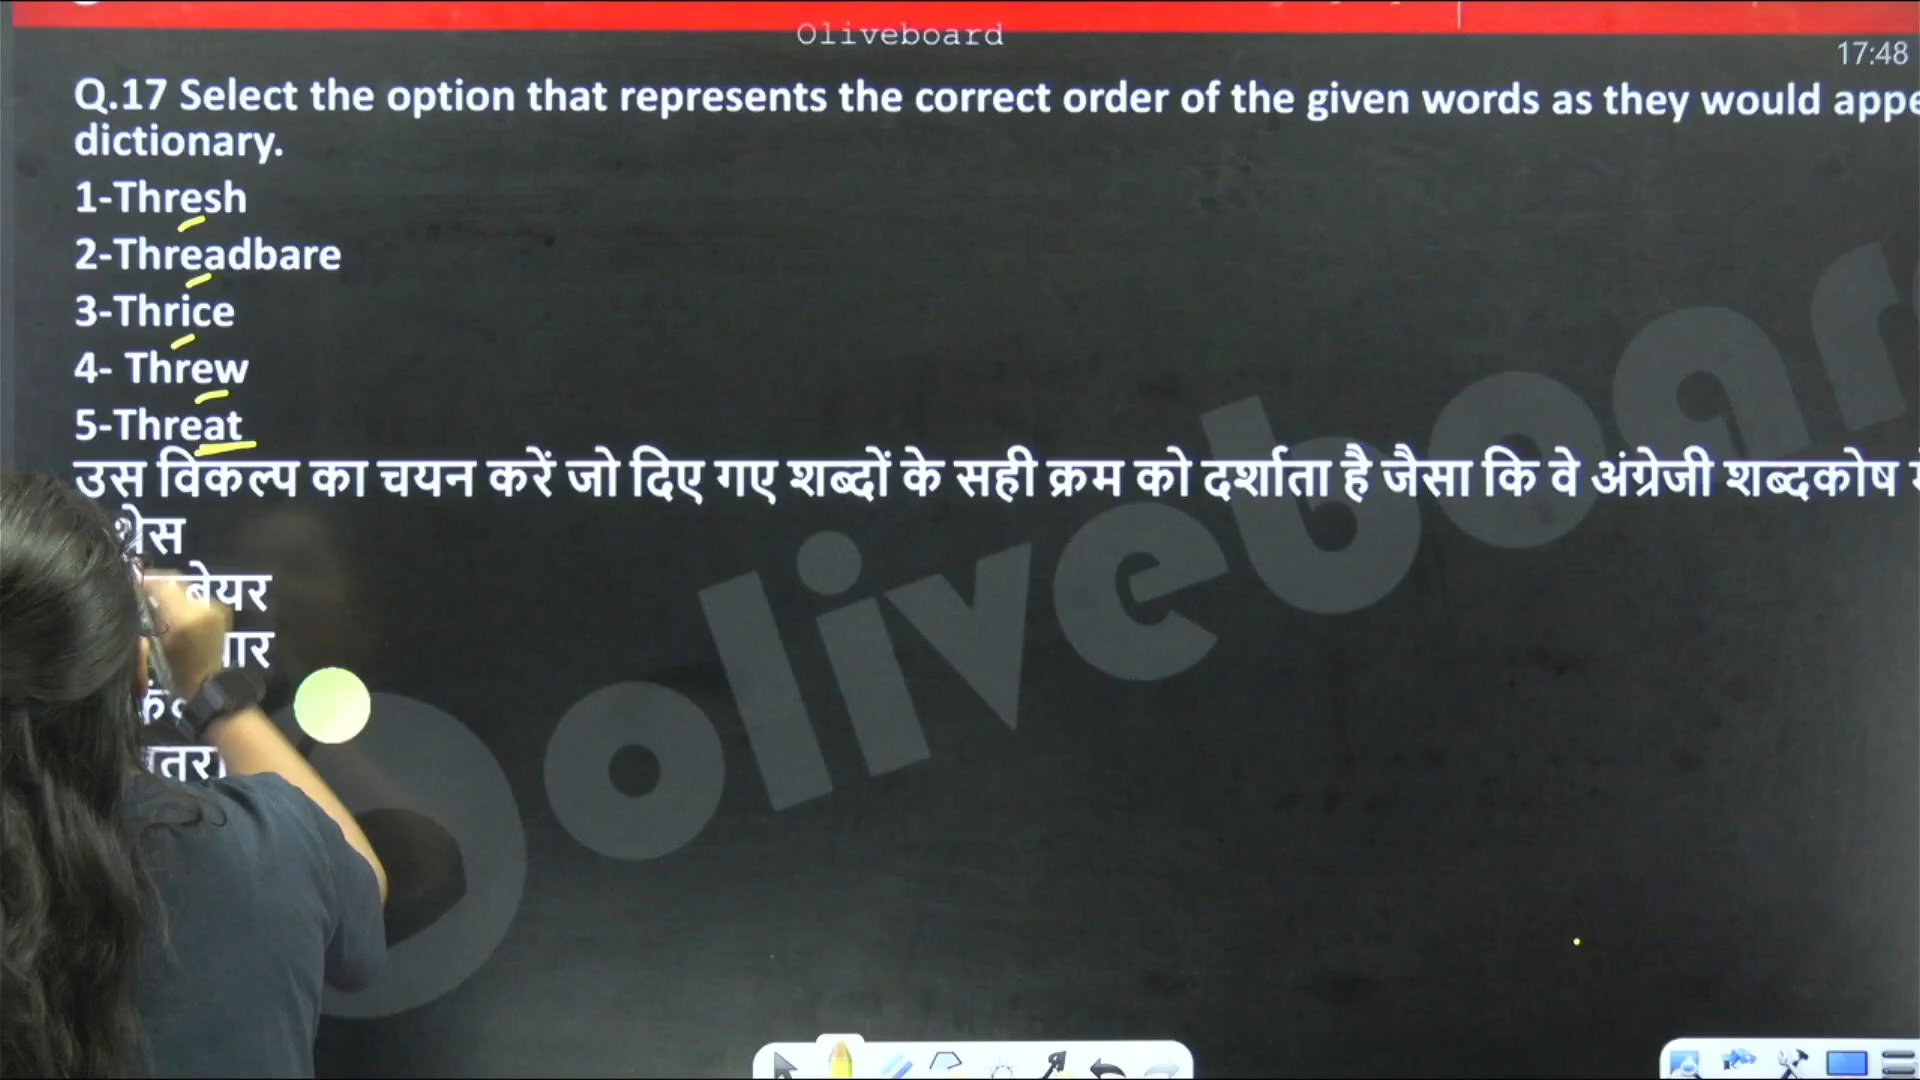 Oliveboard
17:48
Q.17 Select the option that represents the correct order of the given words as they would appe
dictionary.
1-Thresh
2-Threadbare
3-Thrice
4- Threw
5-Threat
उस विकल्प का चयन करें जो दिए गए शब्दों के सही क्रम को दर्शाता है जैसा कि वे अंग्रेजी शब्दकोष
थ्रेस
बेयर
oliveboar